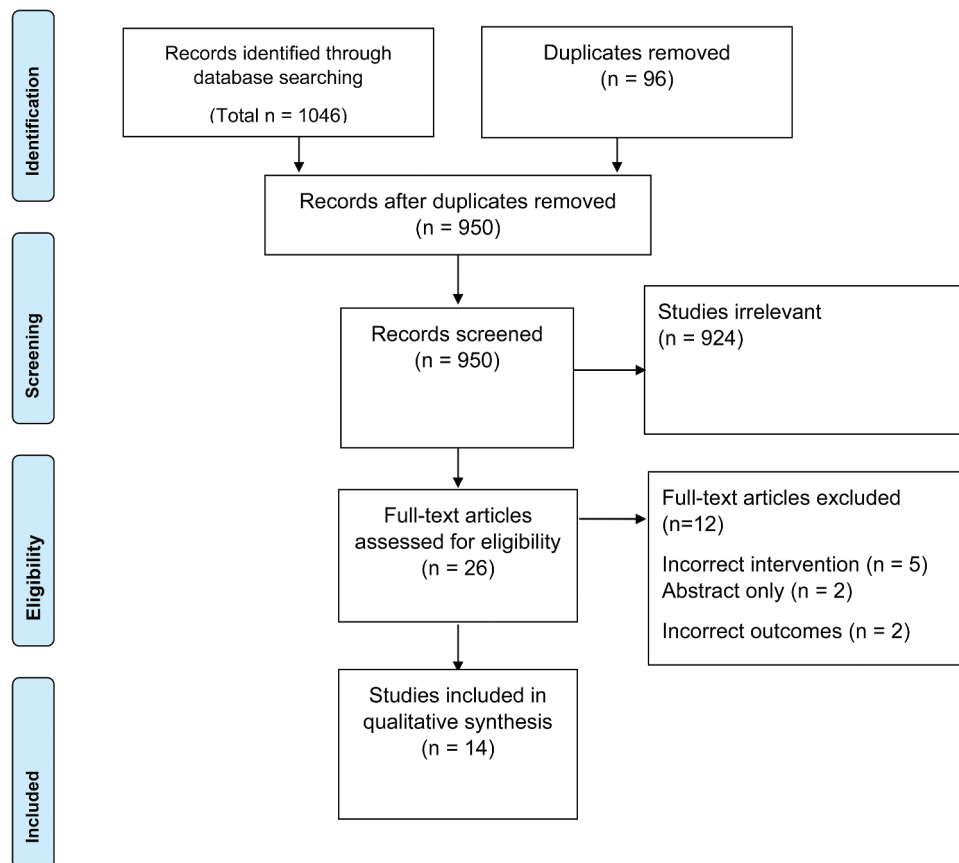 Identification
Records identified through
database searching
(Total n = 1046)
Duplicates removed
(n = 96)
Records after duplicates removed
(n = 950)
Screening
Records screened
(n = 950)
Studies irrelevant
(n = 924)
Eligibility
Full-text articles
assessed for eligibility
(n = 26)
Full-text articles excluded
(n=12)
Incorrect intervention (n = 5)
Abstract only (n = 2)
Incorrect outcomes (n = 2)
Included
Studies included in
qualitative synthesis
(n = 14)